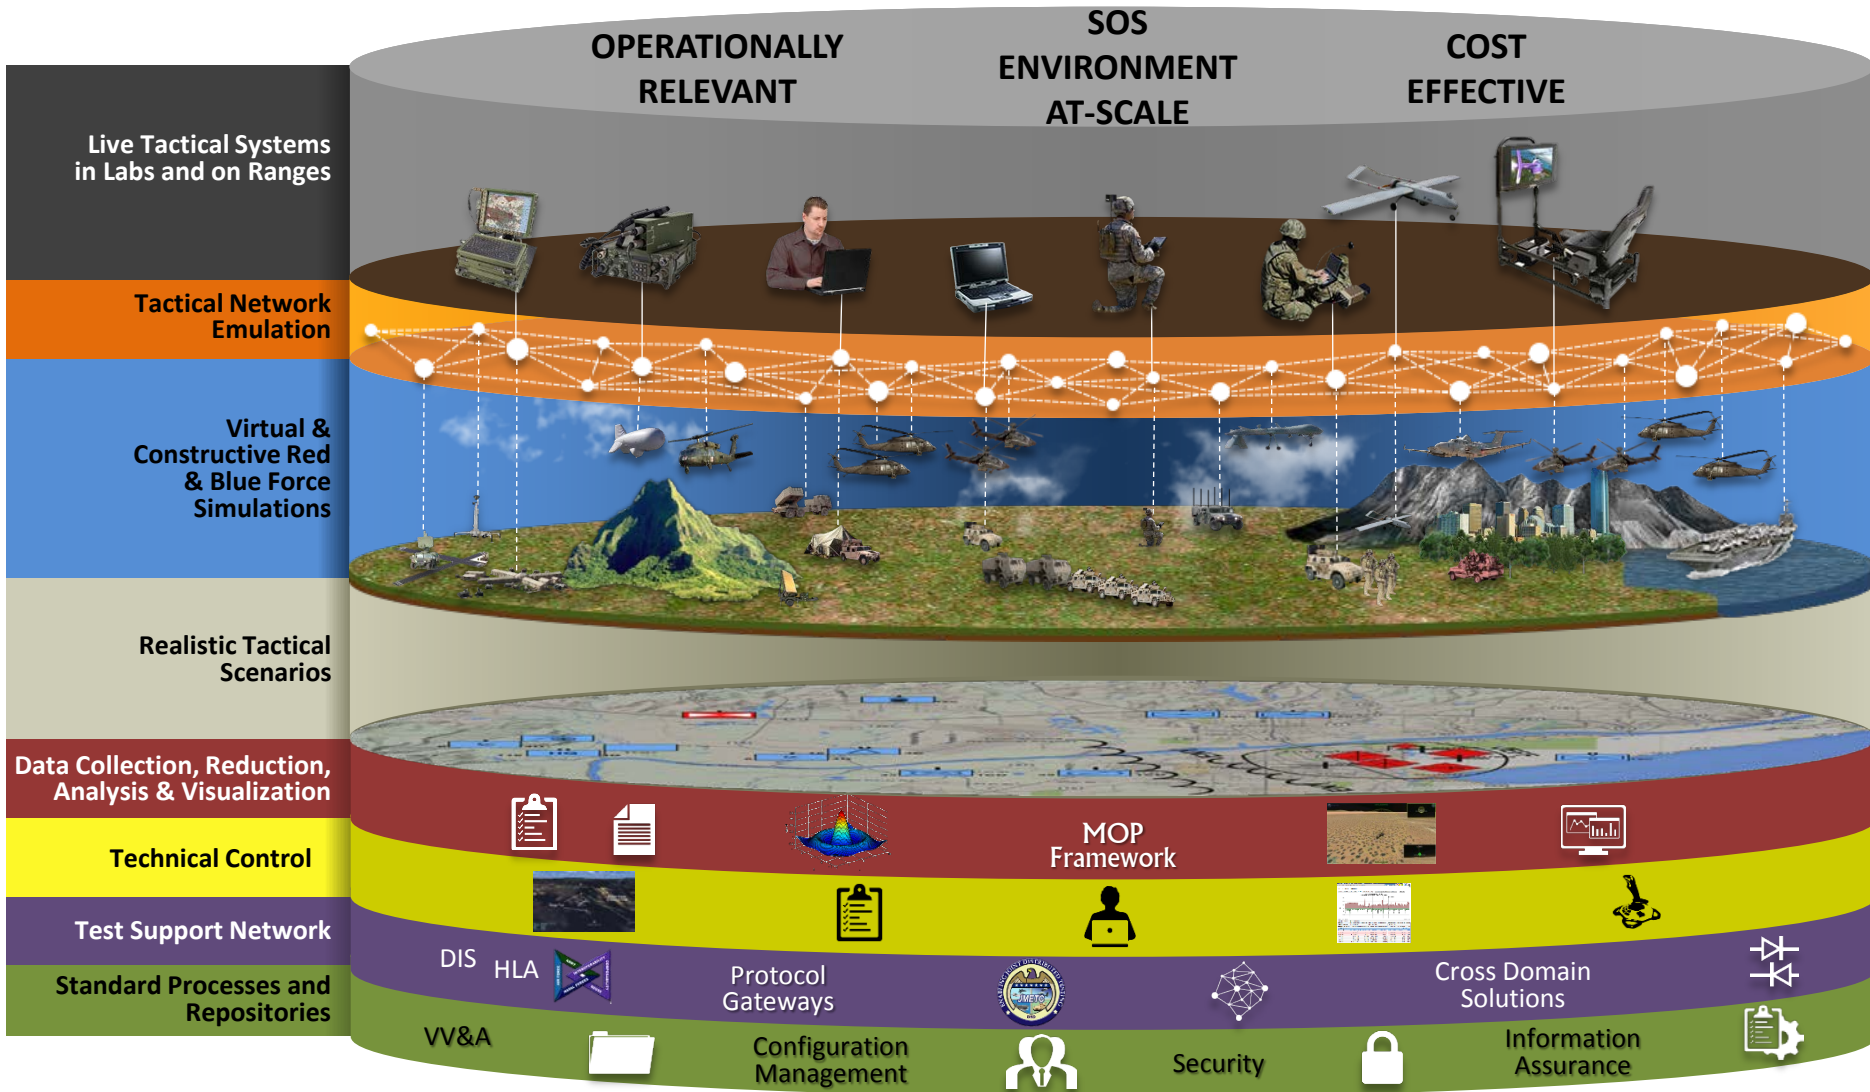 OPERATIONALLY
RELEVANT
SOS
ENVIRONMENT
AT-SCALE
COST
EFFECTIVE
Live Tactical Systems
in Labs and on Ranges
Tactical Network
Emulation
Virtual &
Constructive Red
& Blue Force
Simulations
Realistic Tactical
Scenarios
Data Collection, Reduction,
Analysis & Visualization
MOP
Framework
Technical Control
Test Support Network
DIS
HLA
Protocol
Gateways
JMETC
Cross Domain
Solutions
Standard Processes and
Repositories
VV&A
Configuration
Management
Security
Information
Assurance